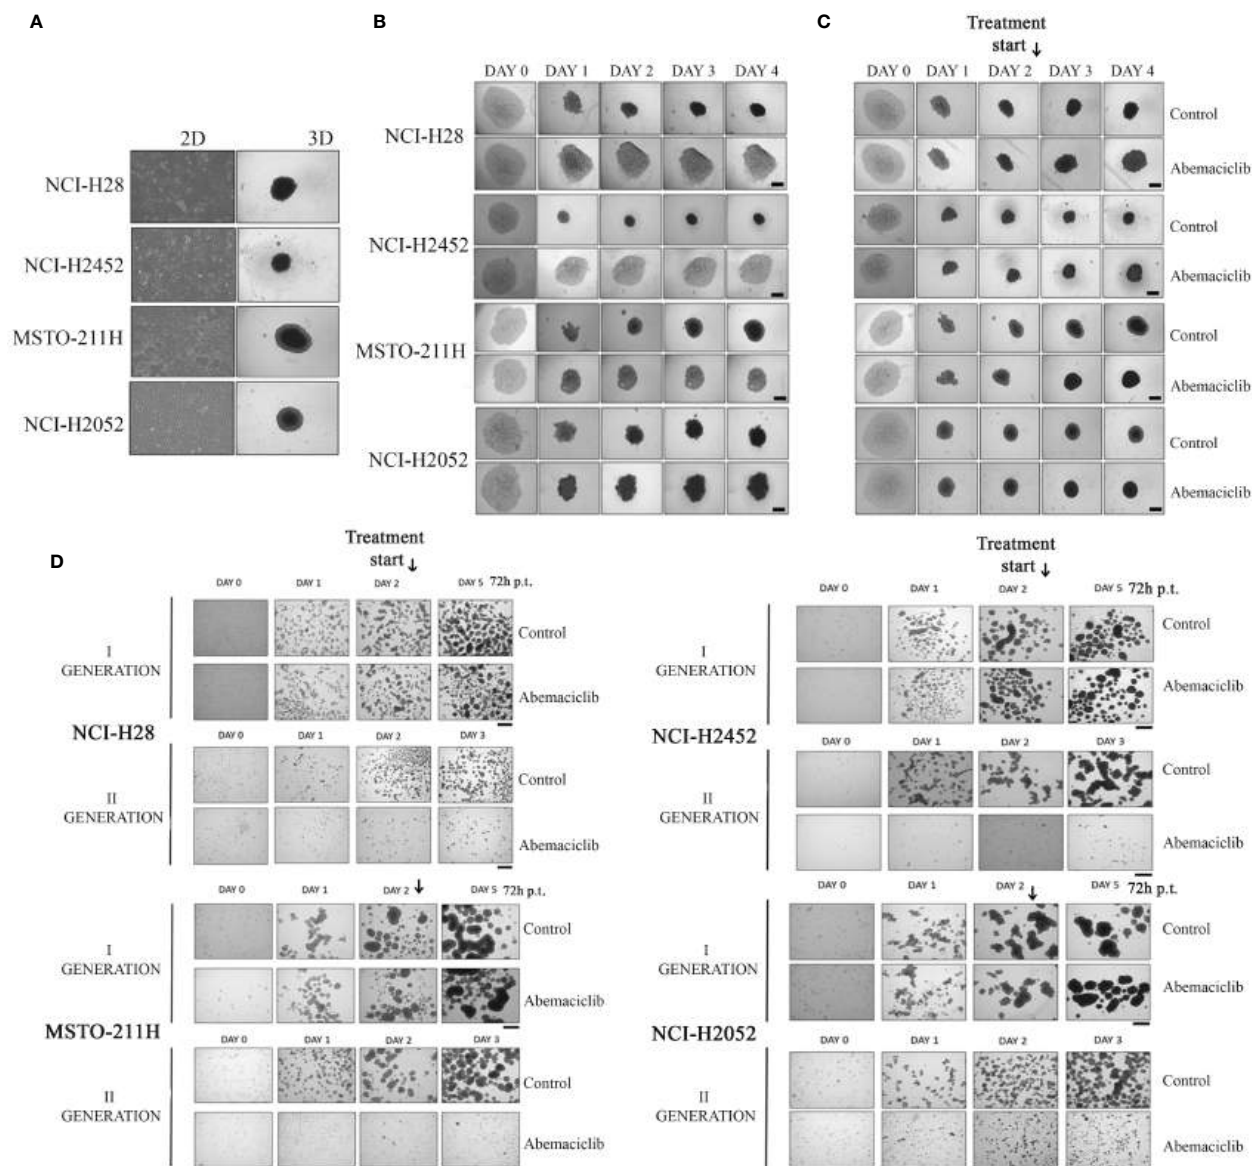 A
2D 3D
NCI-H28
NCI-H2452
MSTO-211H
NCI-H2052
B
DAY 0 DAY 1 DAY 2 DAY 3 DAY 4
NCI-H28
NCI-H2452
MSTO-211H
NCI-H2052
C
Treatment
start ↓
DAY 0 DAY 1 DAY 2 DAY 3 DAY 4
Control
Abemaciclib
Control
Abemaciclib
Control
Abemaciclib
Control
Abemaciclib
D
Treatment
start ↓
DAY 0 DAY 1 DAY 2 DAY 5 72h p.t.
I
GENERATION
Control
Abemaciclib
NCI-H28
DAY 0 DAY 1 DAY 2 DAY 3
II
GENERATION
Control
Abemaciclib
DAY 0 DAY 1 DAY 2 ↓ DAY 5 72h p.t.
I
GENERATION
Control
Abemaciclib
MSTO-211H
DAY 0 DAY 1 DAY 2 DAY 3
II
GENERATION
Control
Abemaciclib
Treatment
start ↓
DAY 0 DAY 1 DAY 2 DAY 5 72h p.t.
I
GENERATION
Control
Abemaciclib
NCI-H2452
DAY 0 DAY 1 DAY 2 DAY 3
II
GENERATION
Control
Abemaciclib
DAY 0 DAY 1 DAY 2 ↓ DAY 5 72h p.t.
I
GENERATION
Control
Abemaciclib
NCI-H2052
DAY 0 DAY 1 DAY 2 DAY 3
II
GENERATION
Control
Abemaciclib